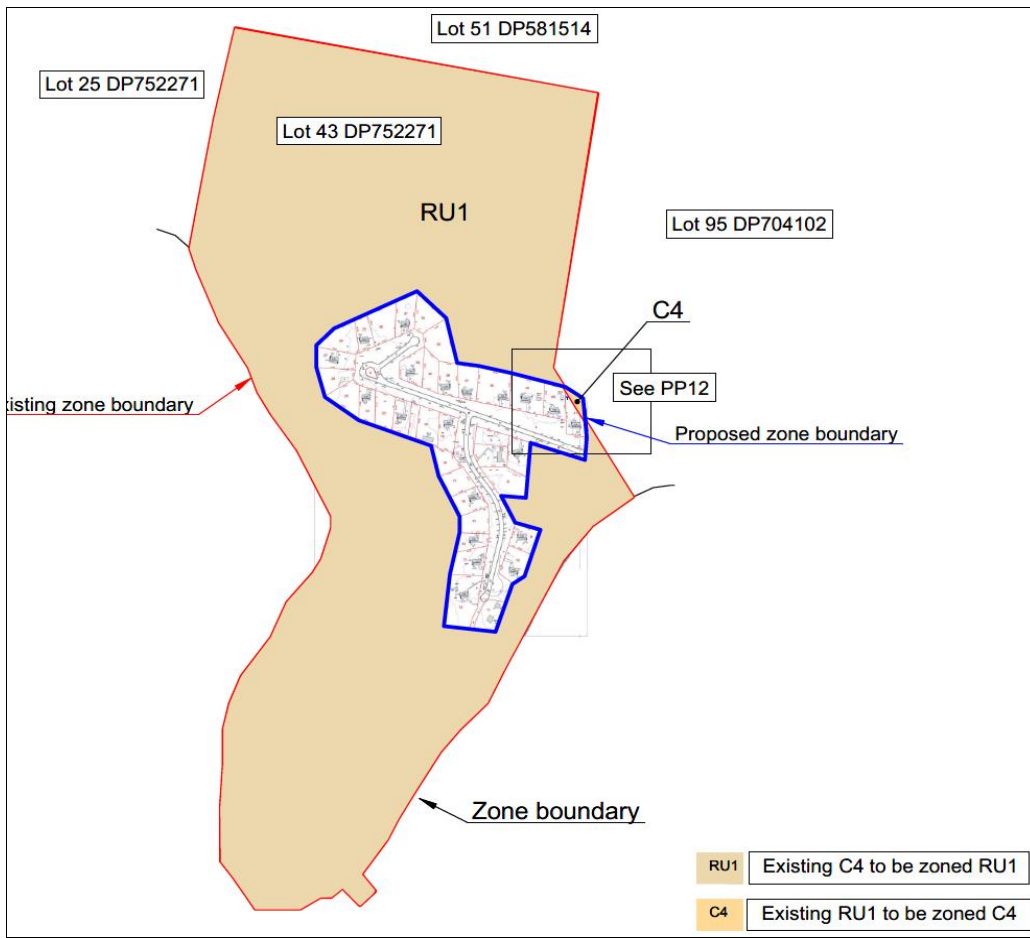 Lot 51 DP581514
Lot 25 DP752271
Lot 43 DP752271
RU1
Lot 95 DP704102
C4
See PP12
xisting zone boundary
Proposed zone boundary
Zone boundary
RU1 Existing C4 to be zoned RU1
C4 Existing RU1 to be zoned C4